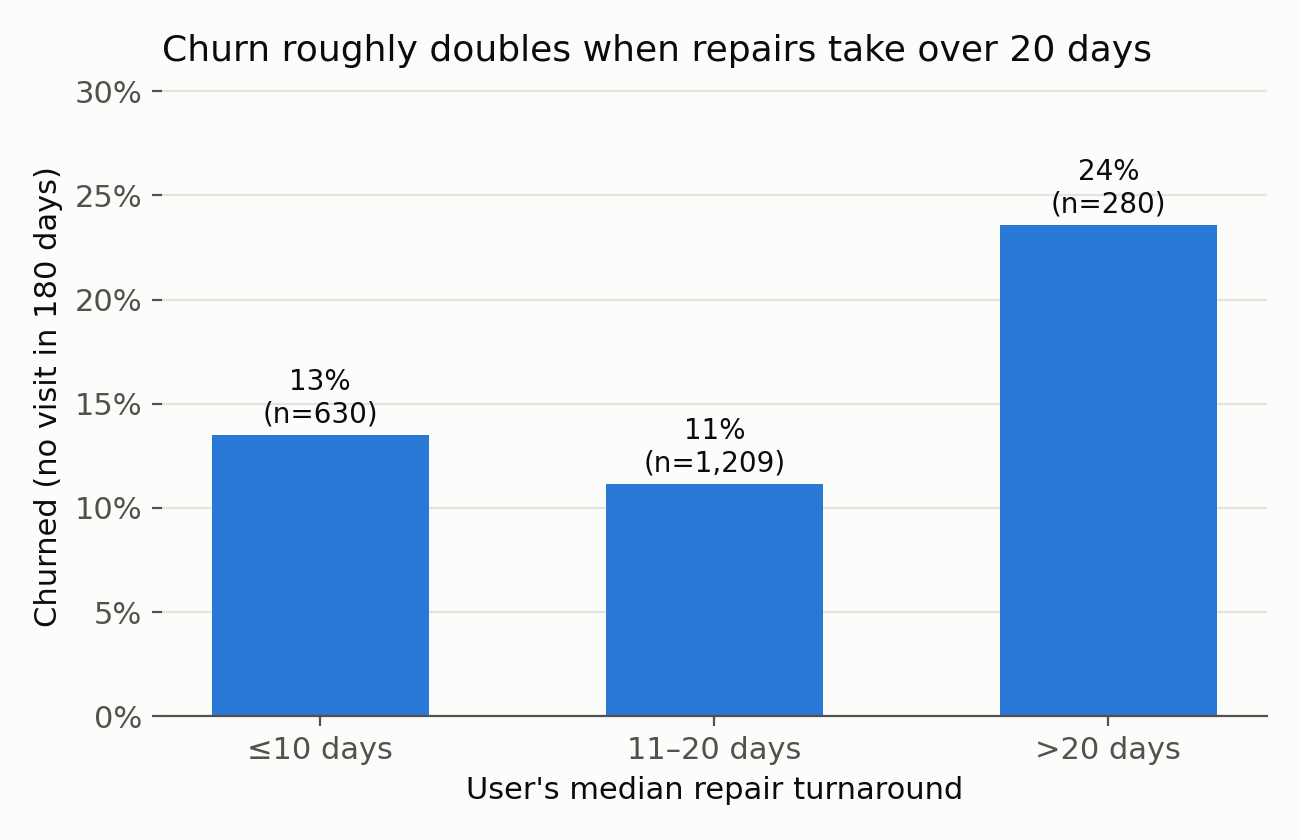 Churn roughly doubles when repairs take over 20 days
Churned (no visit in 180 days)
30%
25%
20%
15%
10%
5%
0%
13%
(n=630)
11%
(n=1,209)
24%
(n=280)
≤10 days
11–20 days
>20 days
User's median repair turnaround